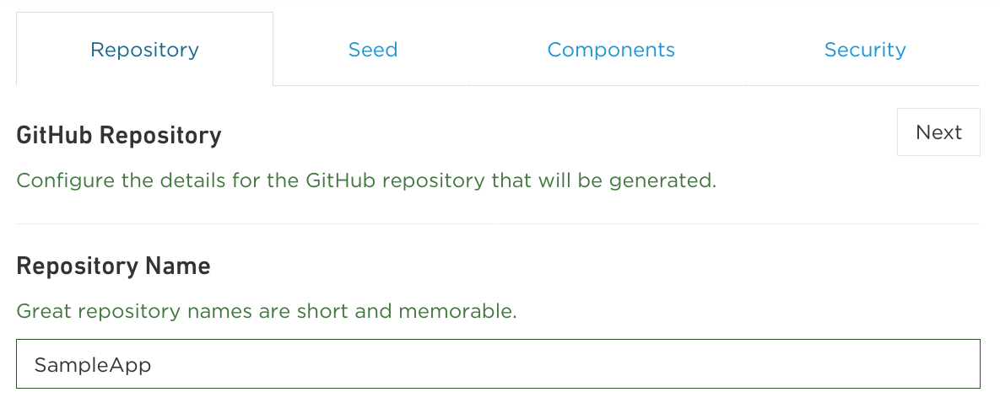 Repository Seed Components Security
GitHub Repository Next
Configure the details for the GitHub repository that will be generated.
Repository Name
Great repository names are short and memorable.
SampleApp